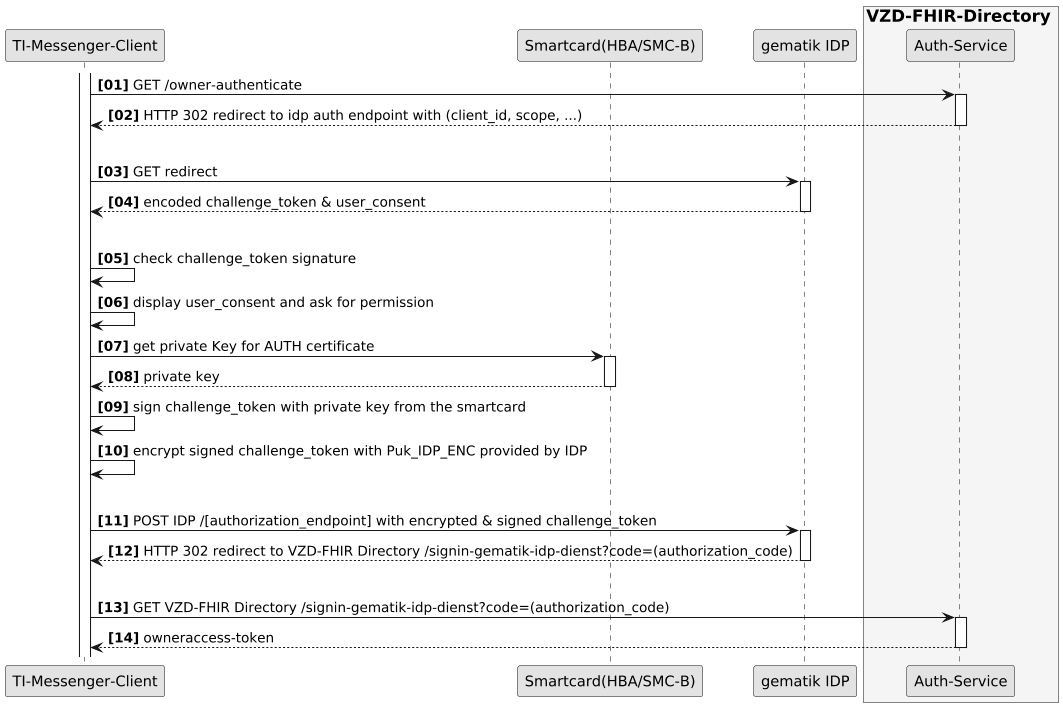 VZD-FHIR-Directory
TI-Messenger-Client
Smartcard(HBA/SMC-B)
gematik IDP
Auth-Service
[01] GET /owner-authenticate
[02] HTTP 302 redirect to idp auth endpoint with (client_id, scope, ...)
[03] GET redirect
[04] encoded challenge_token & user_consent
[05] check challenge_token signature
[06] display user_consent and ask for permission
[07] get private Key for AUTH certificate
[08] private key
[09] sign challenge_token with private key from the smartcard
[10] encrypt signed challenge_token with Puk_IDP_ENC provided by IDP
[11] POST IDP /[authorization_endpoint] with encrypted & signed challenge_token
[12] HTTP 302 redirect to VZD-FHIR Directory /signin-gematik-idp-dienst?code=(authorization_code)
[13] GET VZD-FHIR Directory /signin-gematik-idp-dienst?code=(authorization_code)
[14] owneraccess-token
TI-Messenger-Client
Smartcard(HBA/SMC-B)
gematik IDP
Auth-Service